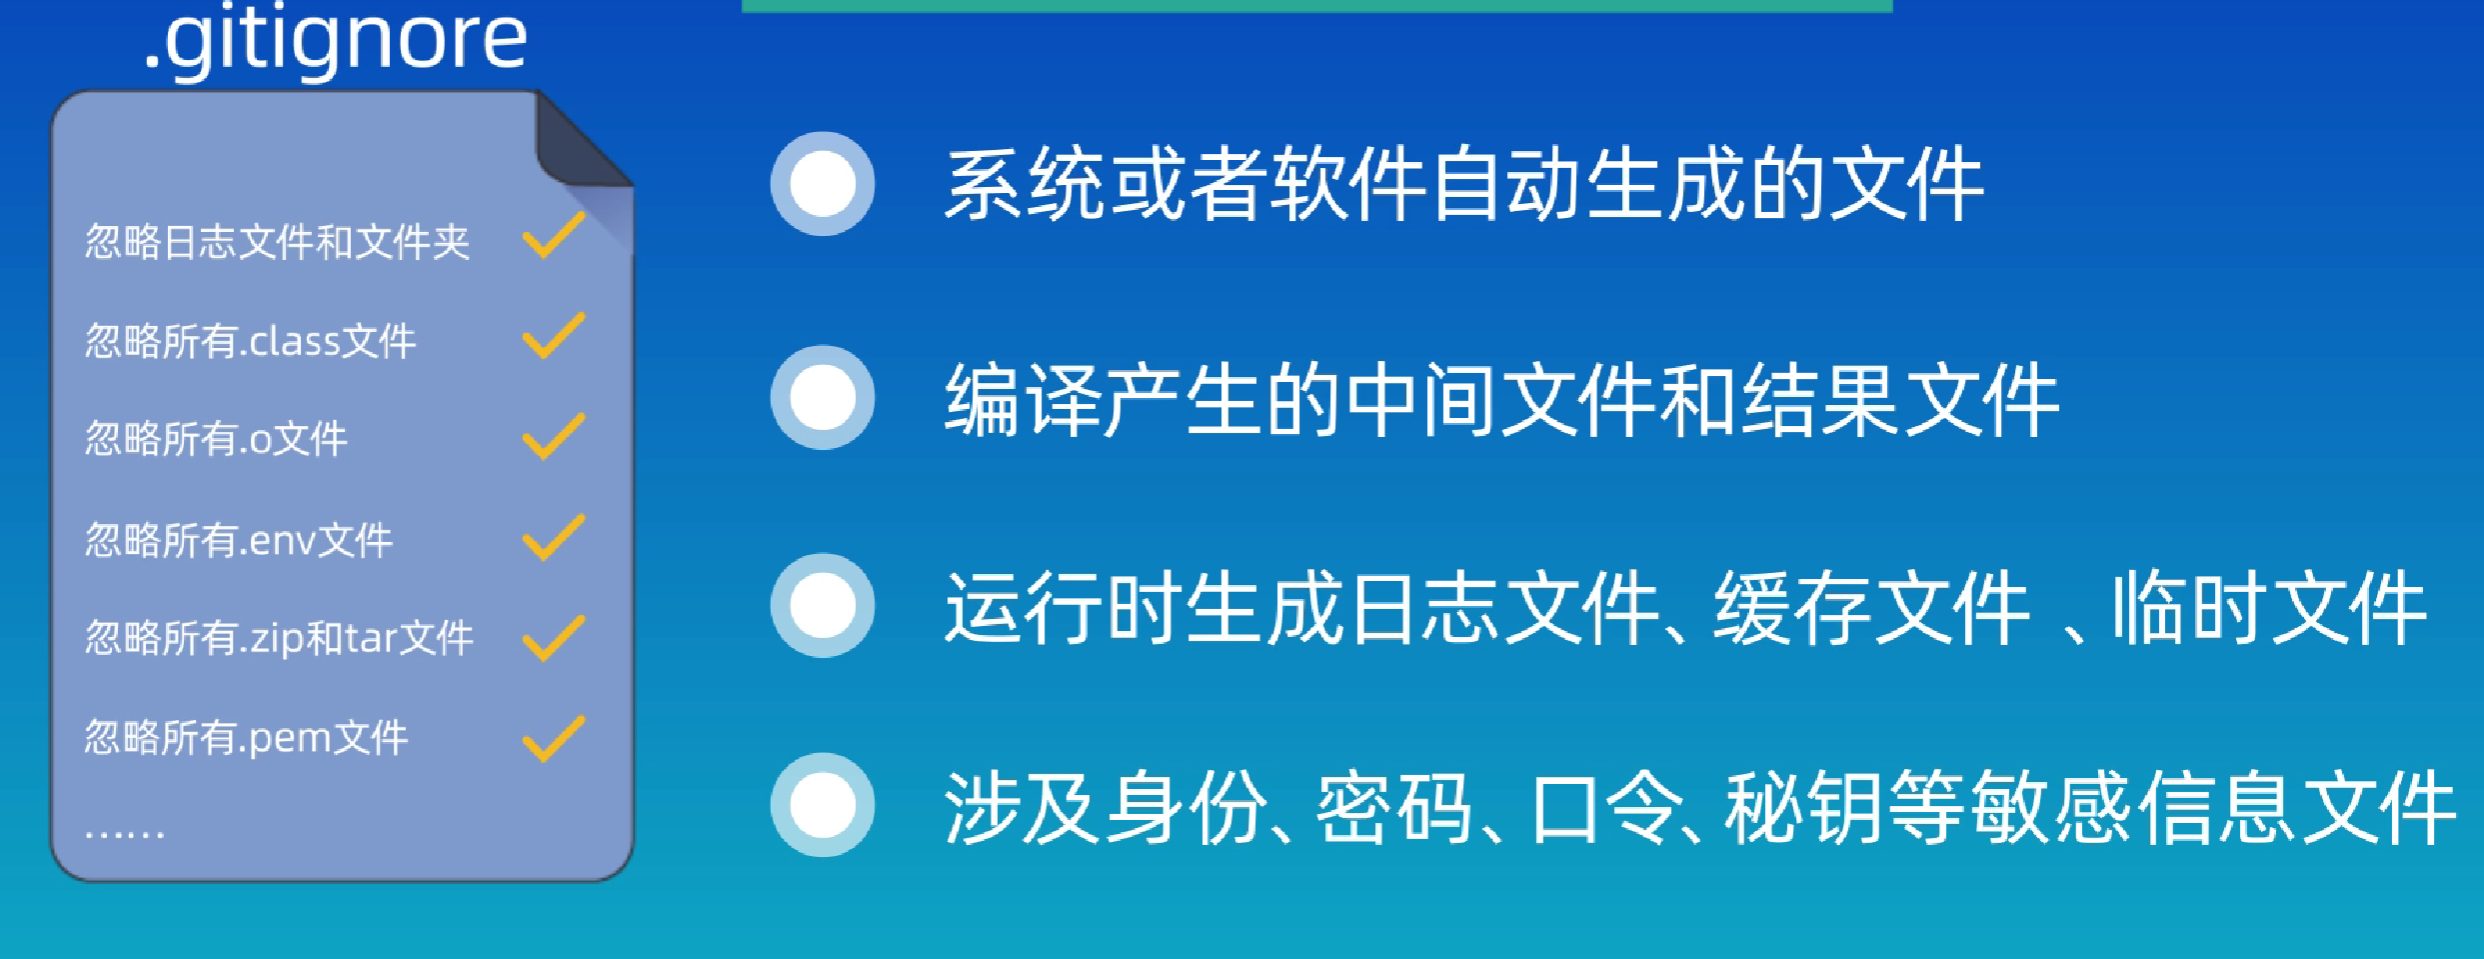 .gitignore
忽略日志文件和文件夹
忽略所有.class文件
忽略所有.o文件
忽略所有.env文件
忽略所有.zip和tar文件
忽略所有.pem文件
……
系统或者软件自动生成的文件
编译产生的中间文件和结果文件
运行时生成日志文件、缓存文件 、临时文件
涉及身份、密码、口令、秘钥等敏感信息文件